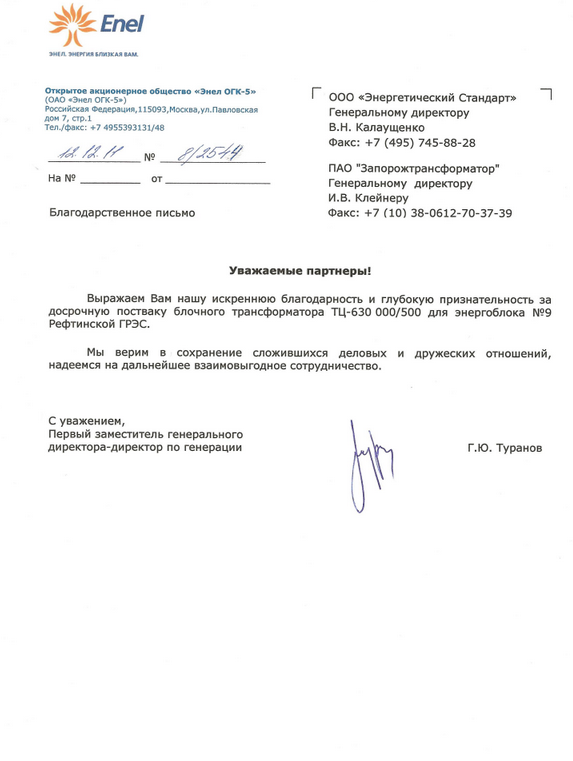 Enel
ЭНЕЛ. ЭНЕРГИЯ БЛИЗКАЯ ВАМ.
Открытое акционерное общество «Энел ОГК-5»
(ОАО «Энел ОГК-5»)
Российская Федерация,115093,Москва,ул.Павловская
дом 7, стр.1
Тел./факс: +7 4955393131/48
12.12.11 № 8/2544
На № от
Благодарственное письмо
ООО «Энергетический Стандарт»
Генеральному директору
В.Н. Калаущенко
Факс: +7 (495) 745-88-28
ПАО "Запорожтрансформатор"
Генеральному директору
И.В. Клейнеру
Факс: +7 (10) 38-0612-70-37-39
Уважаемые партнеры!
Выражаем Вам нашу искреннюю благодарность и глубокую признательность за
досрочную постваку блочного трансформатора ТЦ-630 000/500 для энергоблока №9
Рефтинской ГРЭС.
Мы верим в сохранение сложившихся деловых и дружеских отношений,
надеемся на дальнейшее взаимовыгодное сотрудничество.
С уважением,
Первый заместитель генерального
директора-директор по генерации
Г.Ю. Туранов